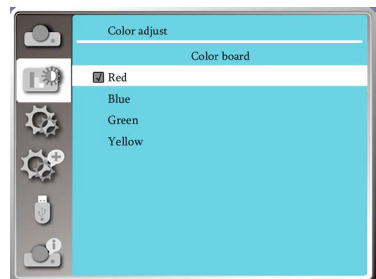 Color adjust
Color board
Red
Blue
Green
Yellow